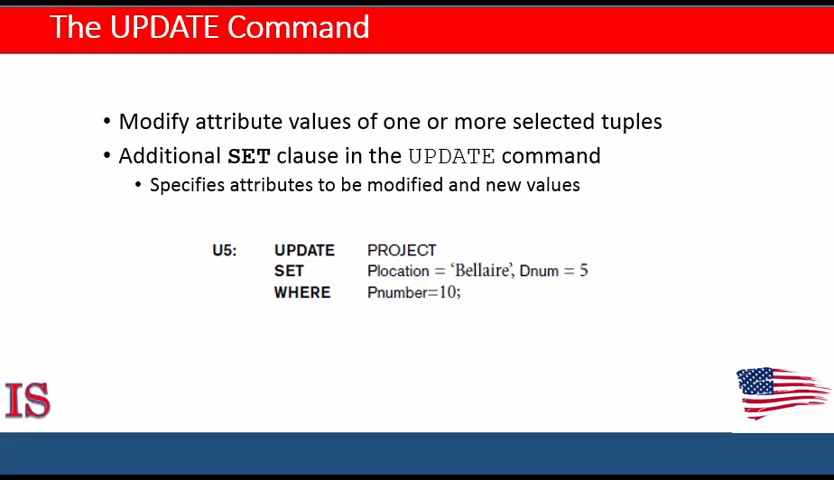 The UPDATE Command
• Modify attribute values of one or more selected tuples
• Additional SET clause in the UPDATE command
• Specifies attributes to be modified and new values
U5: UPDATE PROJECT
SET Plocation = ‘Bellaire’, Dnum = 5
WHERE Pnumber=10;
IS